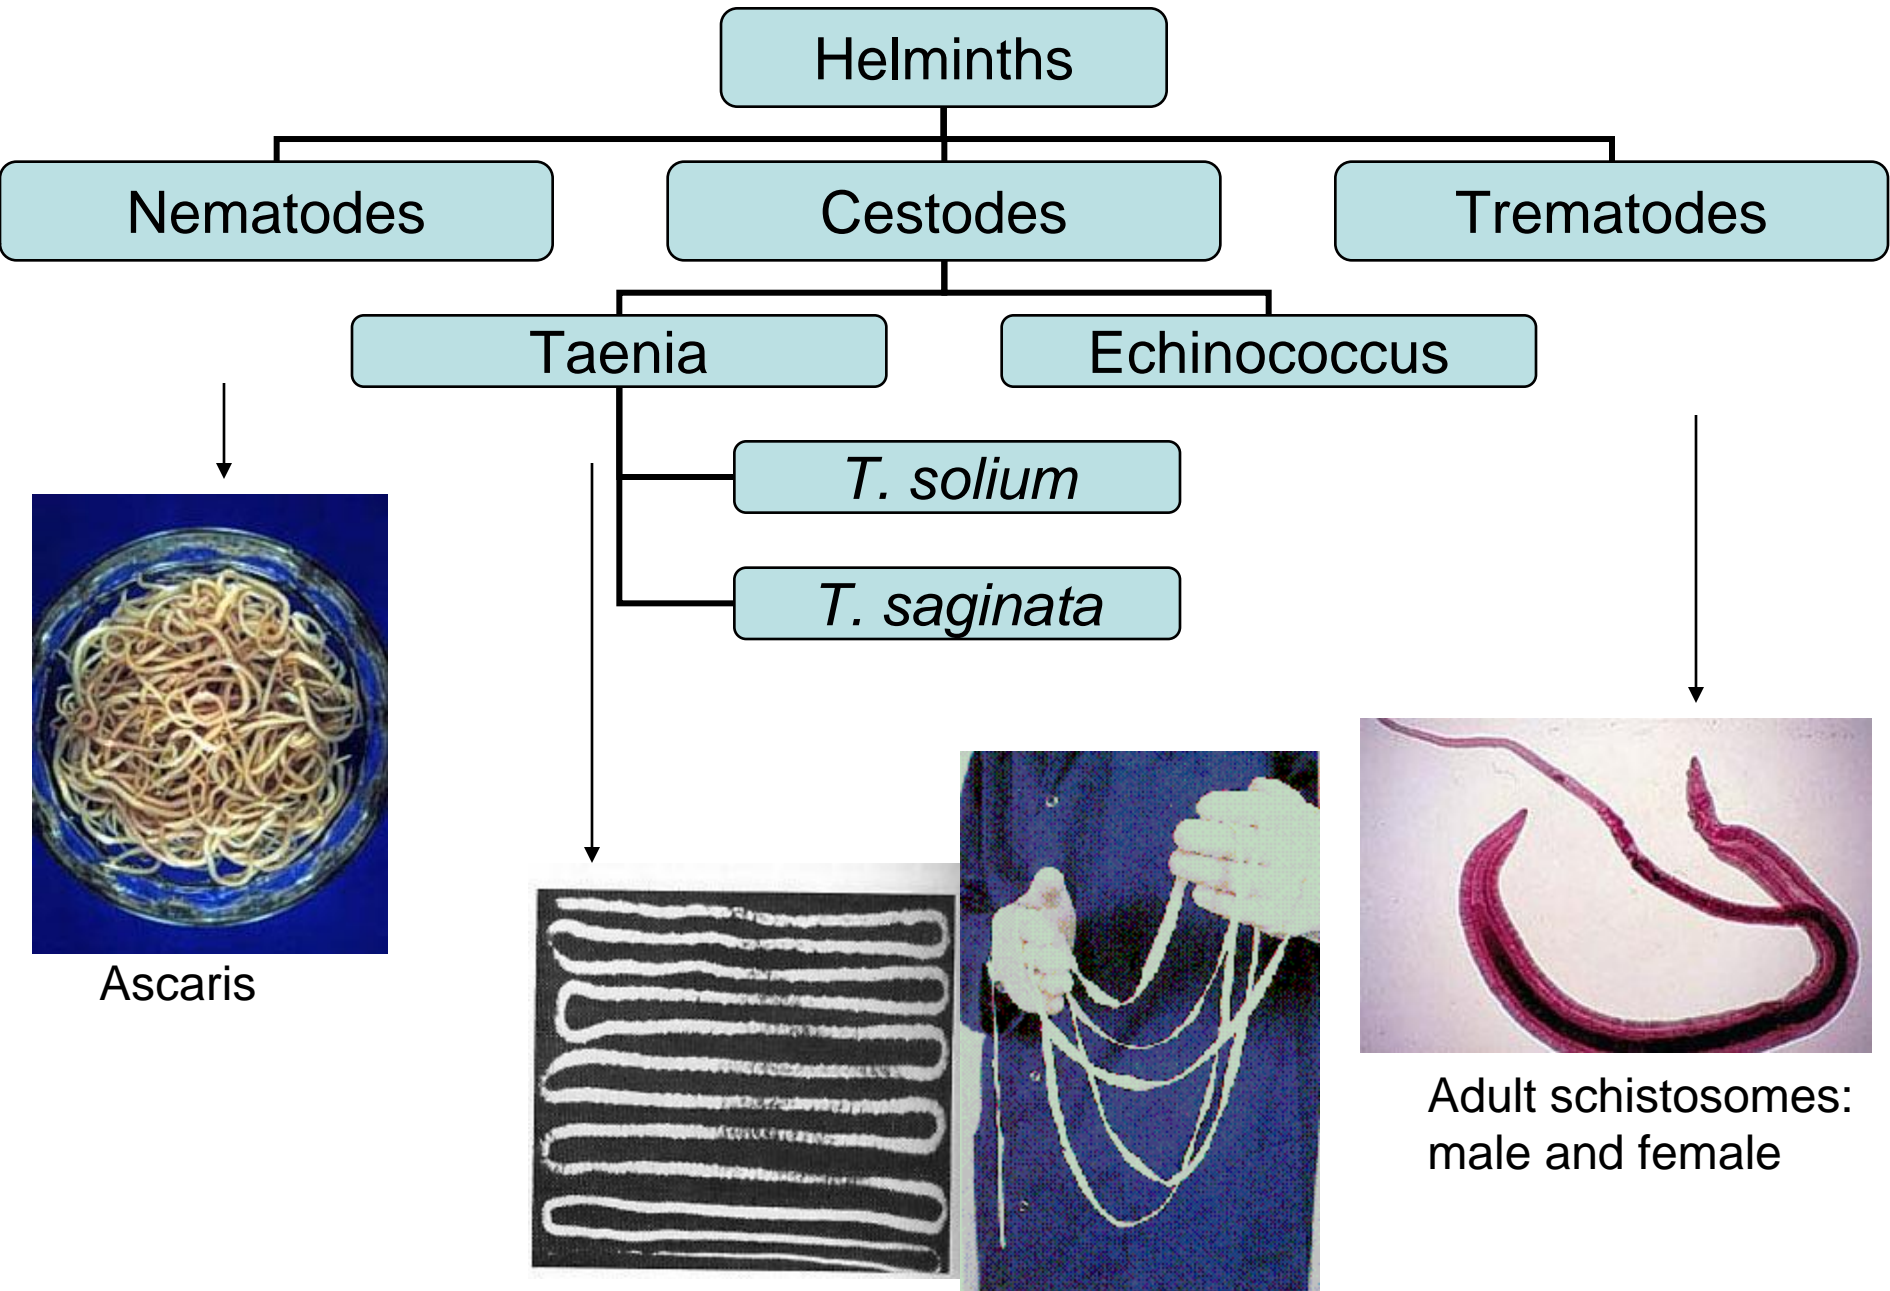 Helminths
Nematodes
Cestodes
Trematodes
Taenia
Echinococcus
T. solium
T. saginata
Ascaris
Adult schistosomes:
male and female